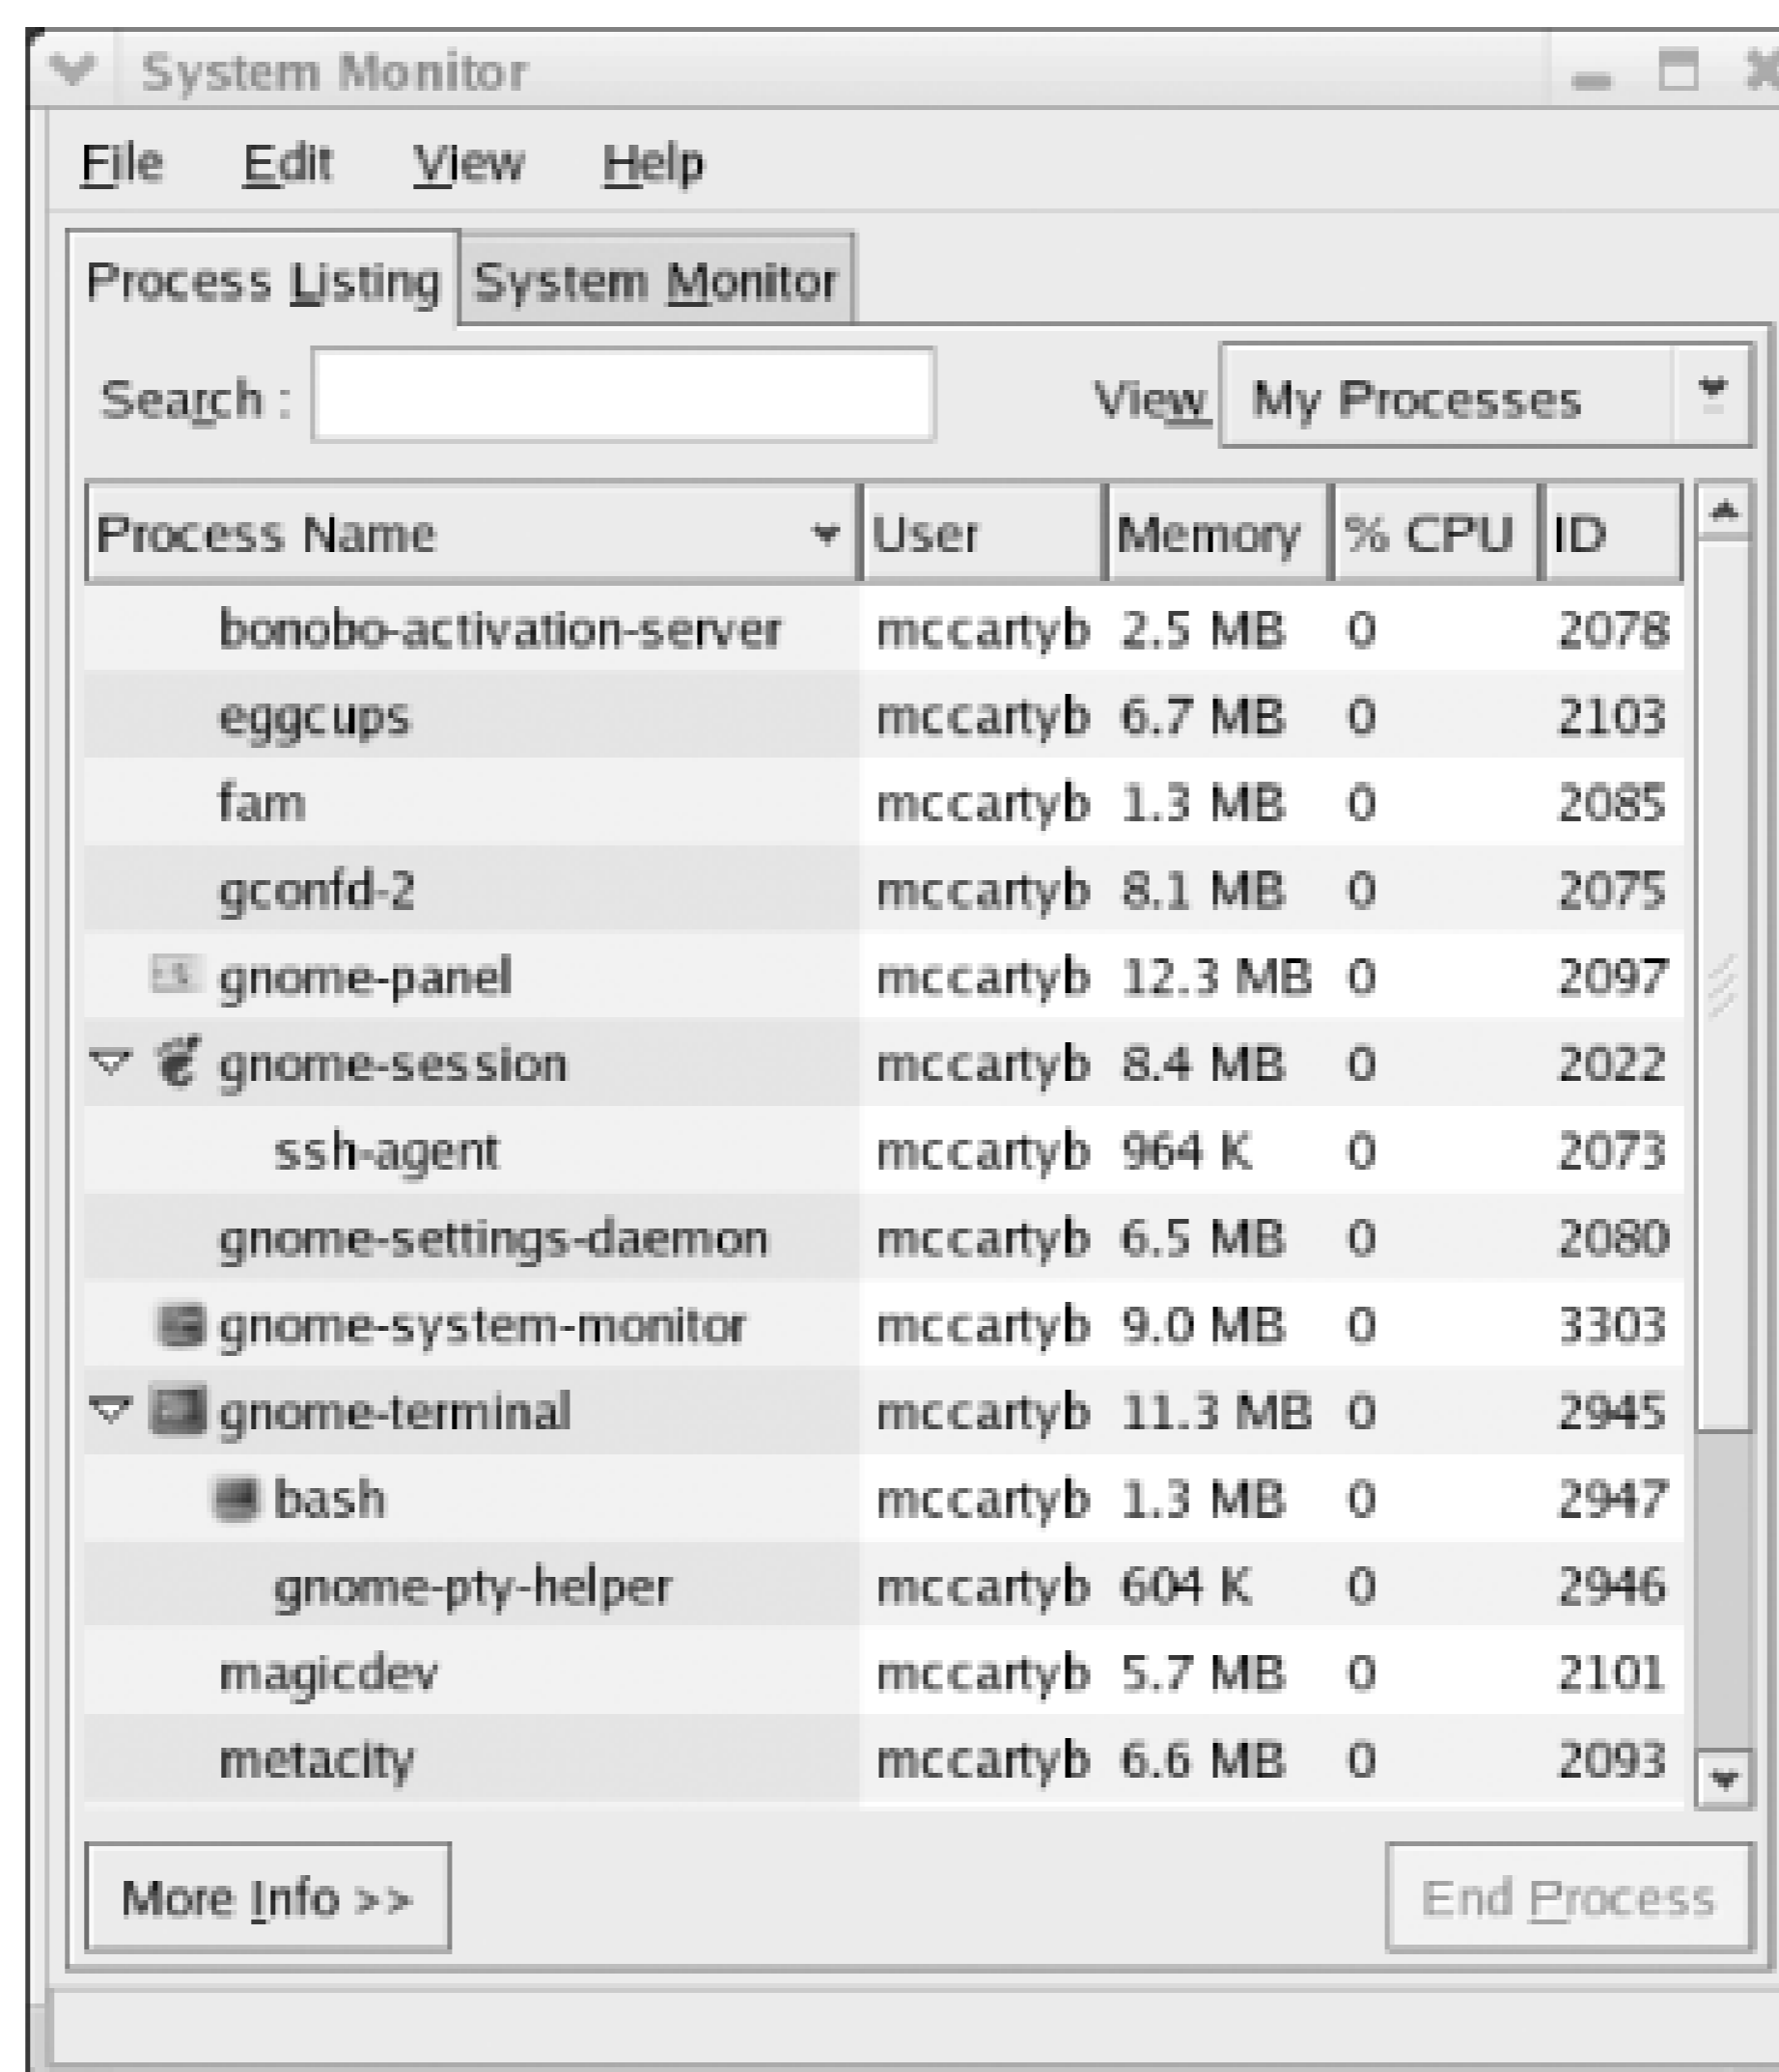 System Monitor
File Edit View Help
Process Listing System Monitor
Search : View My Processes
Process Name User Memory % CPU ID
bonobo-activation-server mccartyb 2.5 MB 0 2078
eggcups mccartyb 6.7 MB 0 2103
fam mccartyb 1.3 MB 0 2085
gconfd-2 mccartyb 8.1 MB 0 2075
gnome-panel mccartyb 12.3 MB 0 2097
gnome-session mccartyb 8.4 MB 0 2022
ssh-agent mccartyb 964 K 0 2073
gnome-settings-daemon mccartyb 6.5 MB 0 2080
gnome-system-monitor mccartyb 9.0 MB 0 3303
gnome-terminal mccartyb 11.3 MB 0 2945
bash mccartyb 1.3 MB 0 2947
gnome-pty-helper mccartyb 604 K 0 2946
magicdev mccartyb 5.7 MB 0 2101
metacity mccartyb 6.6 MB 0 2093
More Info >> End Process